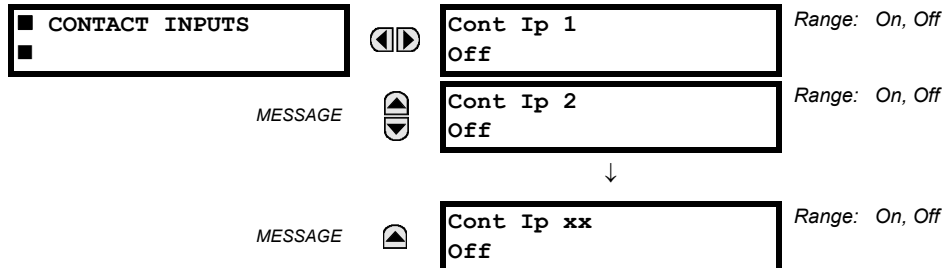 ■ CONTACT INPUTS
■
Cont Ip 1
Off
Range: On, Off
MESSAGE
Cont Ip 2
Off
Range: On, Off
↓
MESSAGE
Cont Ip xx
Off
Range: On, Off